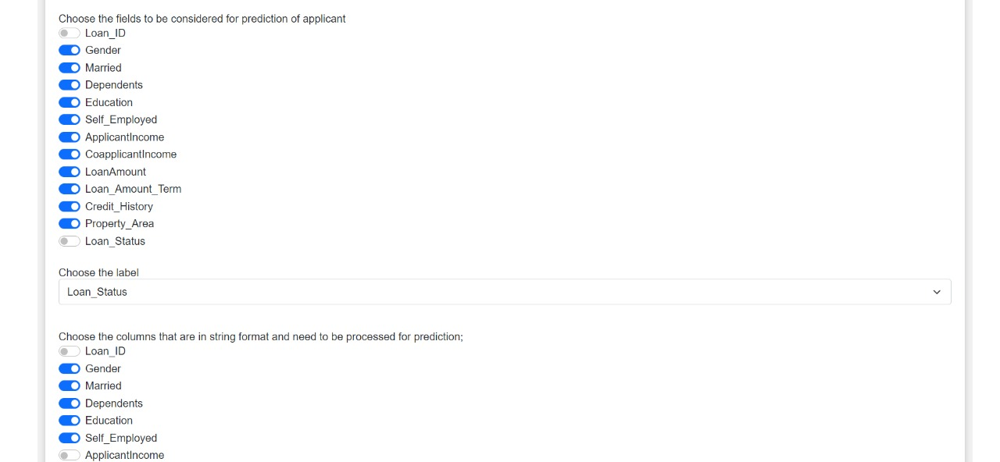 Choose the fields to be considered for prediction of applicant
Loan_ID
Gender
Married
Dependents
Education
Self_Employed
ApplicantIncome
CoapplicantIncome
LoanAmount
Loan_Amount_Term
Credit_History
Property_Area
Loan_Status
Choose the label
Loan_Status
Choose the columns that are in string format and need to be processed for prediction;
Loan_ID
Gender
Married
Dependents
Education
Self_Employed
ApplicantIncome